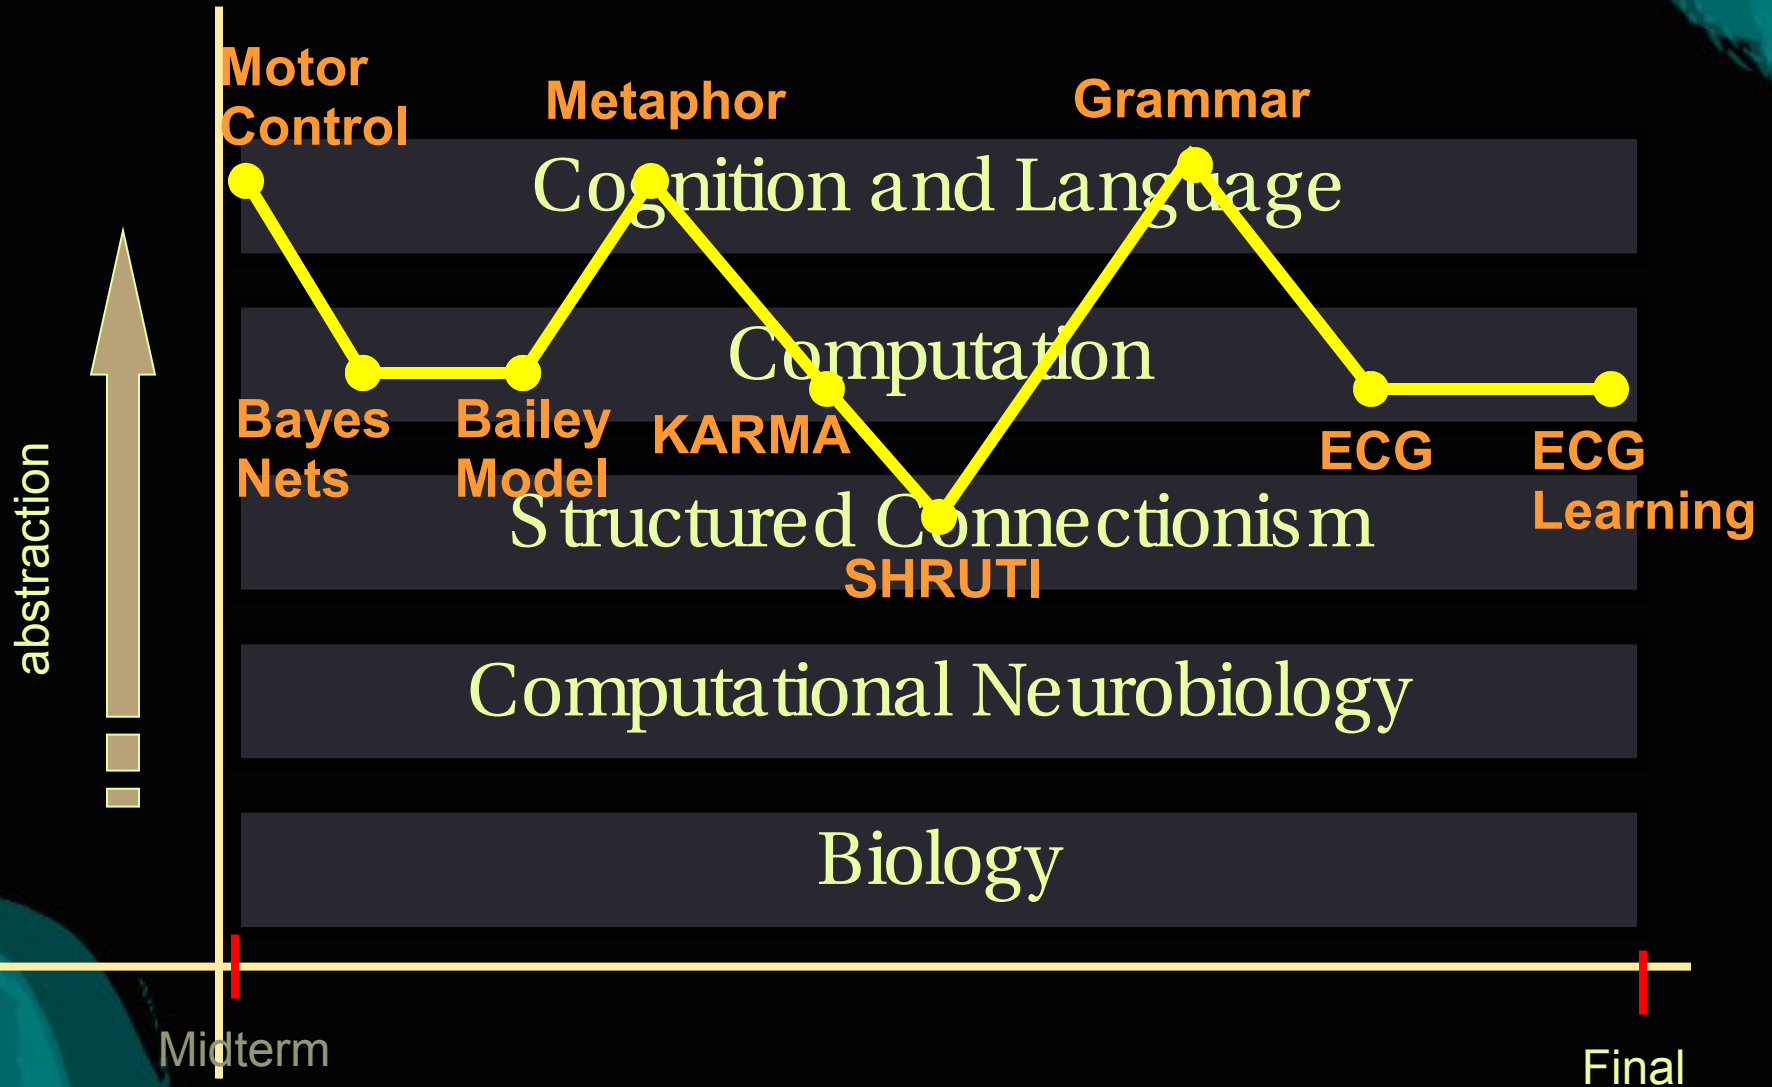 Motor
Control
Metaphor
Grammar
Cognition and Language
Computation
Bayes
Nets
Bailey
Model
KARMA
ECG
ECG
Learning
Structured Connectionism
SHRUTI
abstraction
Computational Neurobiology
Biology
Midterm
Final